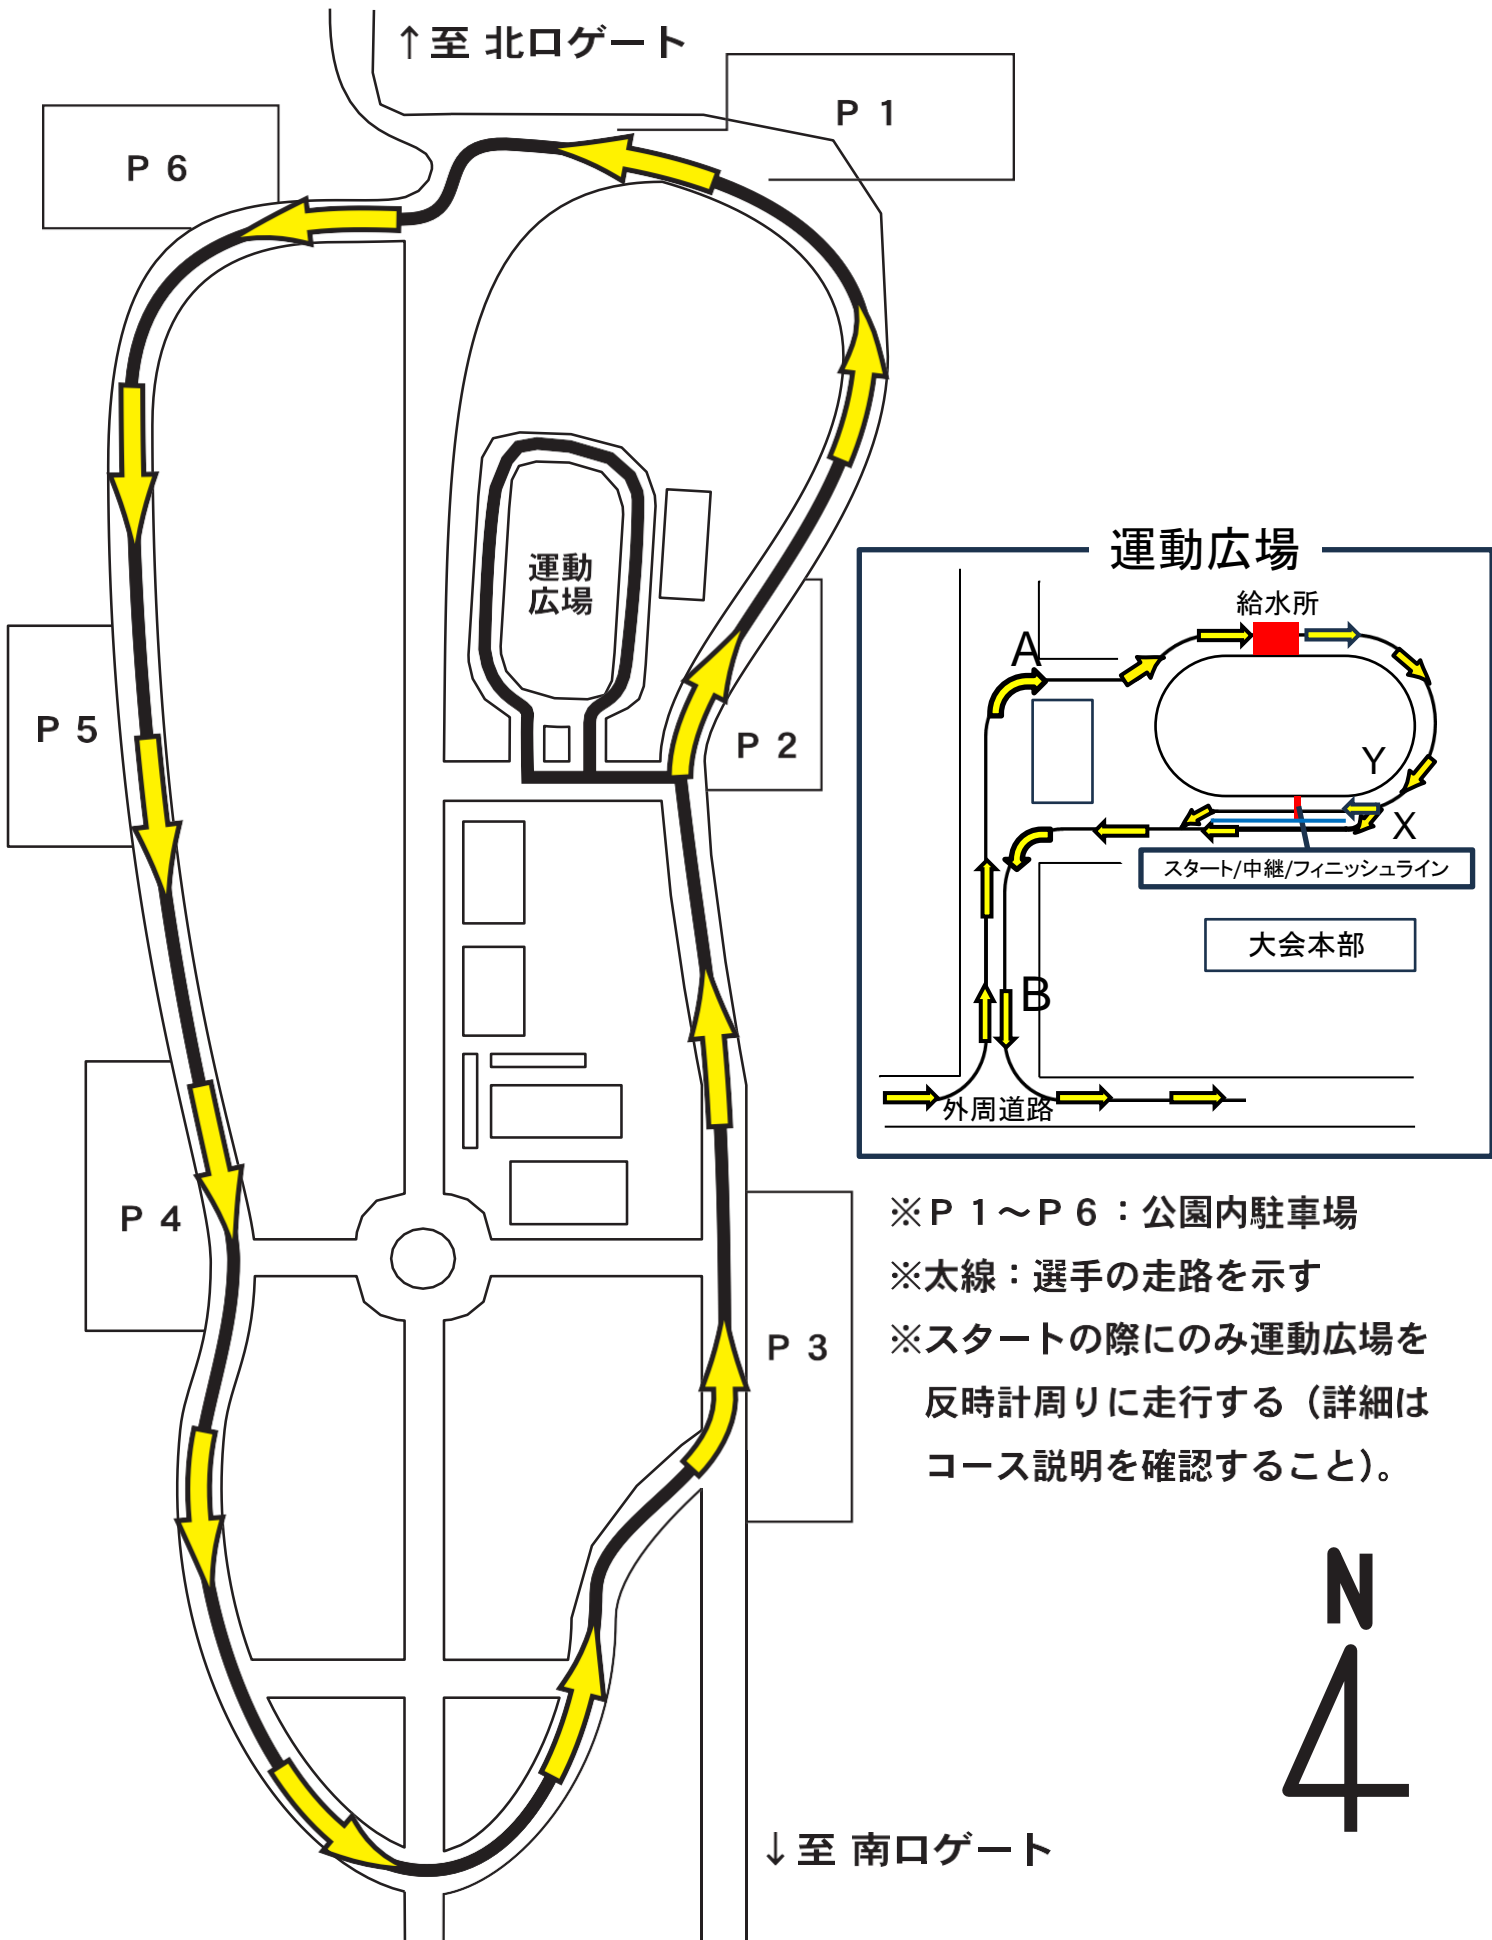 ↑至 北口ゲート
P 1
P 6
運動
広場
P 5
P 2
P 4
P 3
運動広場
給水所
A
Y
X
スタート/中継/フィニッシュライン
大会本部
B
外周道路
※P 1～P 6：公園内駐車場
※太線：選手の走路を示す
※スタートの際にのみ運動広場を
反時計周りに走行する（詳細は
コース説明を確認すること）。
N
↓至 南口ゲート